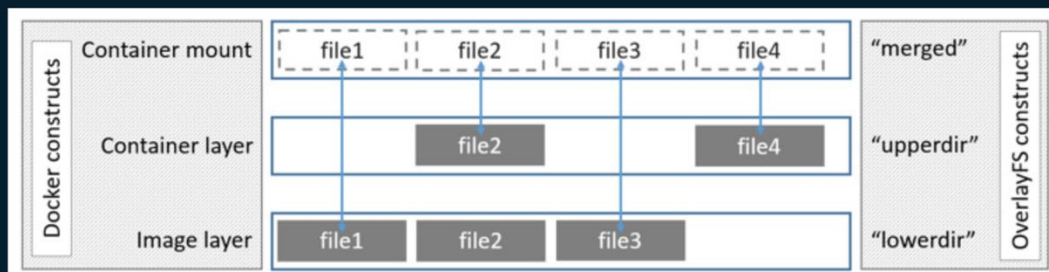 Docker constructs
Container mount
file1
file2
file3
file4
“merged”
OverlayFS constructs
Container layer
file2
file4
“upperdir”
Image layer
file1
file2
file3
“lowerdir”